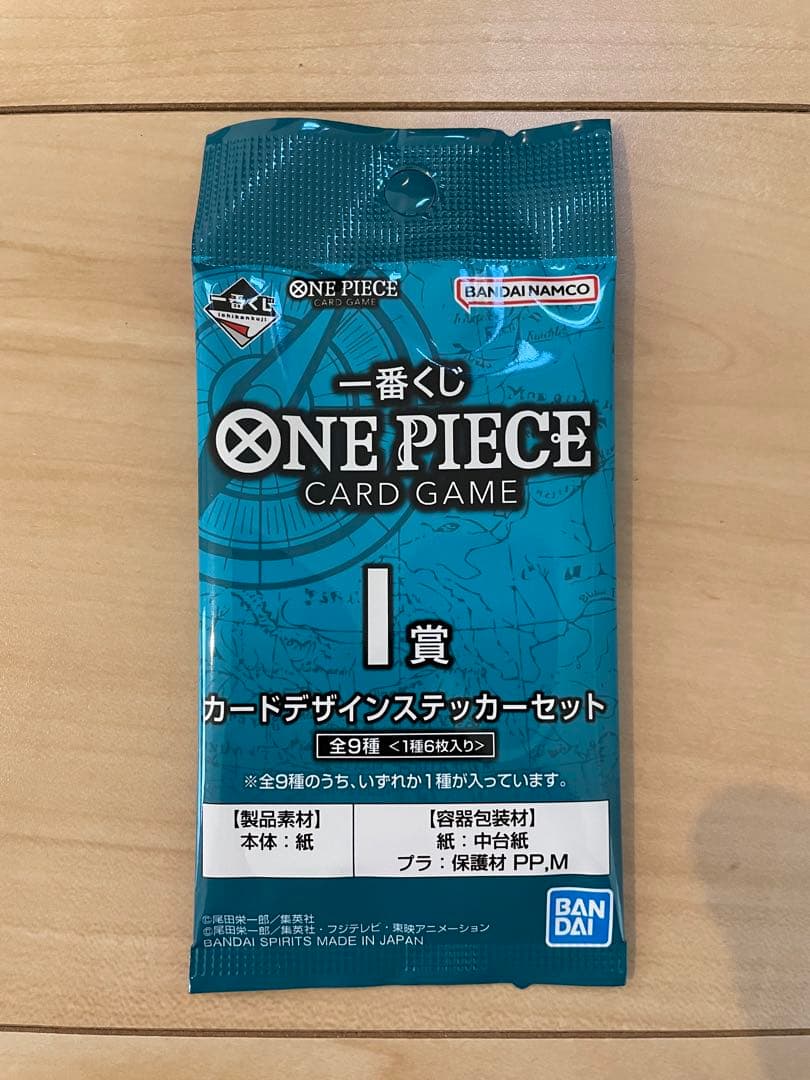 一番くじ
Ichibankuji
ONE PIECE
CARD GAME
BANDAI NAMCO
一番くじ
ONE PIECE
CARD GAME
I賞
カードデザインステッカーセット
全9種 <1種6枚入り>
※全9種のうち、いずれか1種が入っています。
【製品素材】
本体：紙
【容器包装材】
紙：中台紙
プラ：保護材 PP,M
©尾田栄一郎／集英社
©尾田栄一郎／集英社・フジテレビ・東映アニメーション
BANDAI SPIRITS MADE IN JAPAN
BAN
DAI